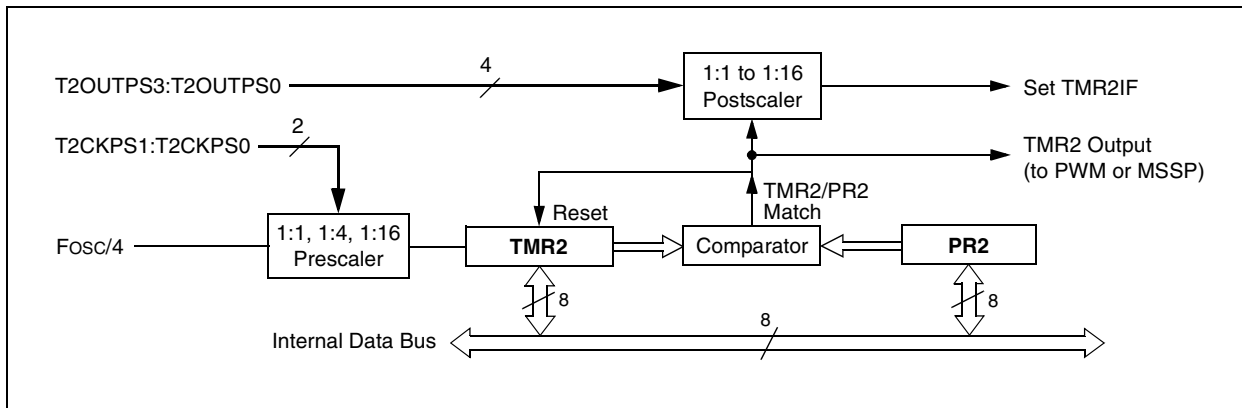 T2OUTPS3:T2OUTPS0
4
1:1 to 1:16
Postscaler
Set TMR2IF
T2CKPS1:T2CKPS0
2
TMR2 Output
(to PWM or MSSP)
TMR2/PR2
Match
Reset
FOSC/4
1:1, 1:4, 1:16
Prescaler
TMR2
Comparator
PR2
8
8
8
Internal Data Bus